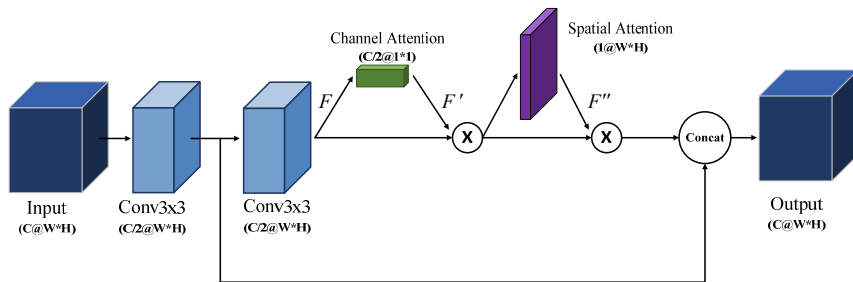 Channel Attention
(C/2@1*1)
Spatial Attention
(1@W*H)
F
F'
F''
X
X
Concat
Input
(C@W*H)
Conv3x3
(C/2@W*H)
Conv3x3
(C/2@W*H)
Output
(C@W*H)